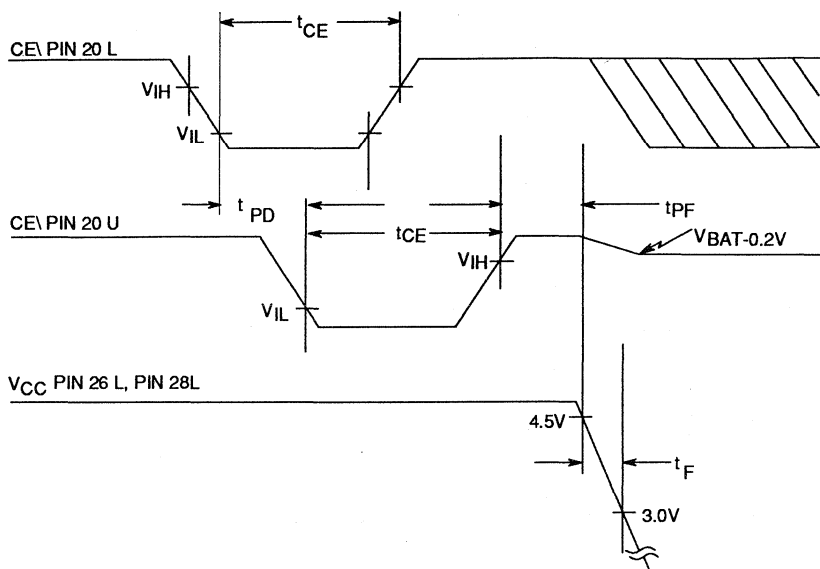 tCE
CE\ PIN 20 L
VIH
VIL
tPD
tPF
CE\ PIN 20 U
tCE
VBAT-0.2V
VIH
VIL
VCC PIN 26 L, PIN 28L
4.5V
tF
3.0V